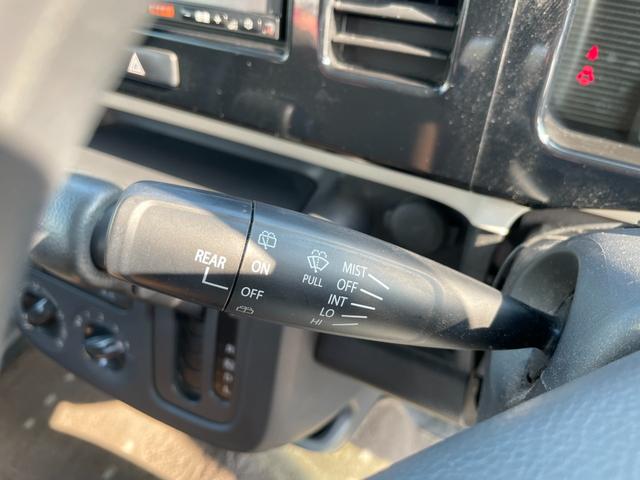 REAR
ON
OFF
PULL
MIST
OFF
INT
LO
HI